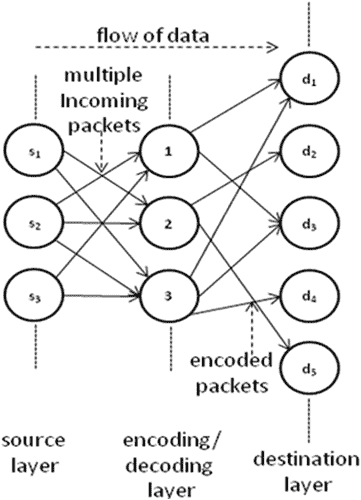 flow of data
multiple
Incoming
packets
s1
s2
s3
1
2
3
d1
d2
d3
d4
d5
encoded
packets
source
layer
encoding/
decoding
layer
destination
layer